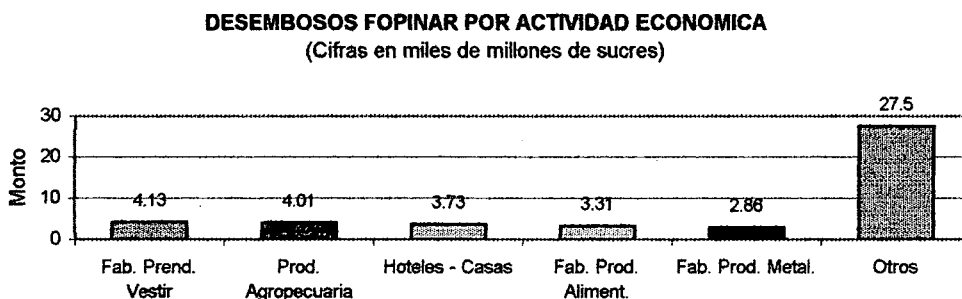 DESEMBOSOS FOPINAR POR ACTIVIDAD ECONOMICA
(Cifras en miles de millones de sucres)
27.5
30
20
10
0
Monto
4.13
4.01
3.73
3.31
2.86
Fab. Prend.
Vestir
Prod.
Agropecuaria
Hoteles - Casas
Fab. Prod.
Aliment.
Fab. Prod. Metal.
Otros